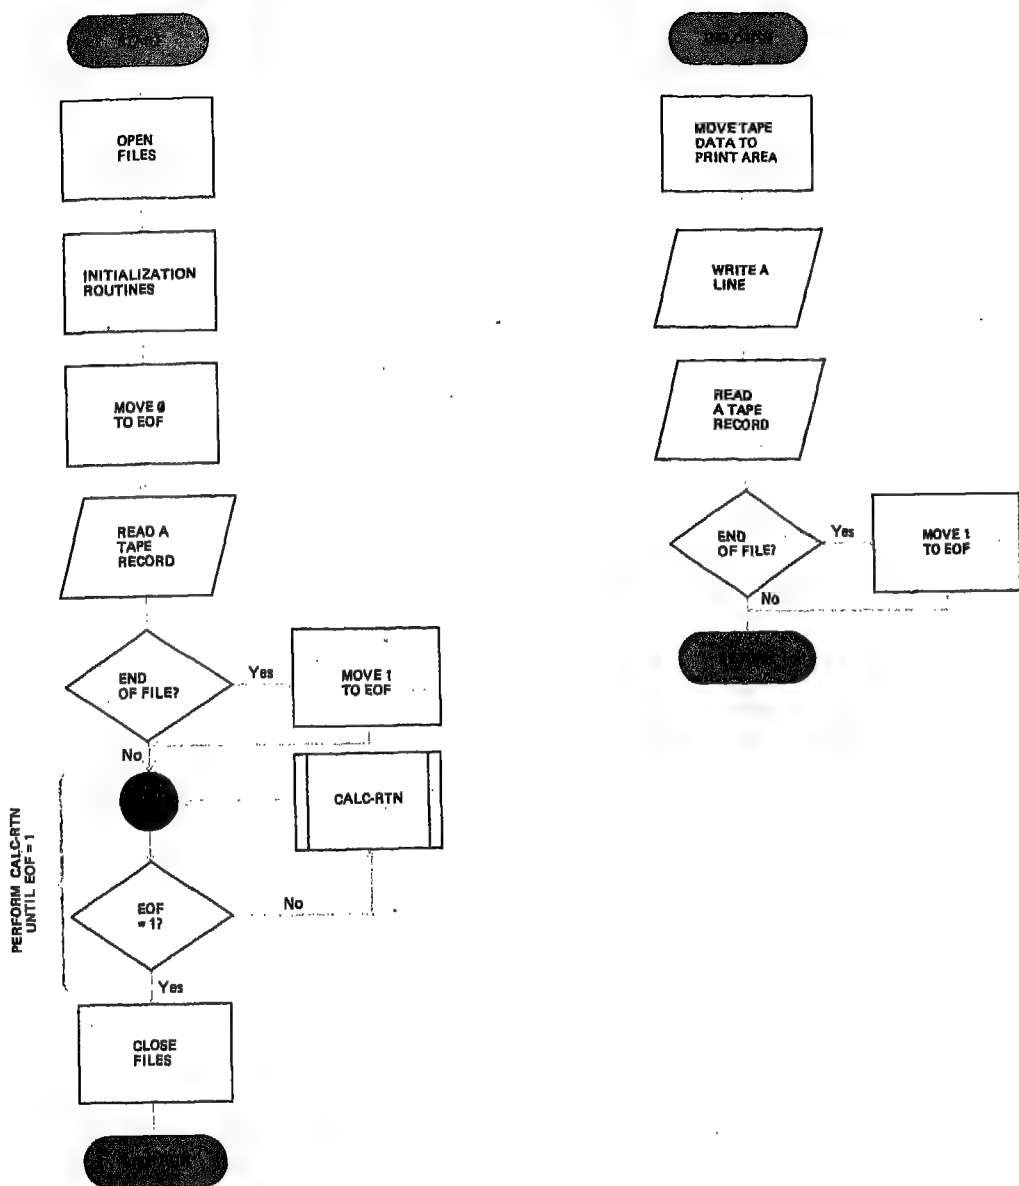 OPEN
FILES
INITIALIZATION
ROUTINES
MOVE 0
TO EOF
READ A
TAPE
RECORD
END
OF FILE?
Yes
MOVE 1
TO EOF
No
PERFORM CALC-RTN
UNTIL EOF = 1
CALC-RTN
EOF
= 1?
No
Yes
CLOSE
FILES
MOVE TAPE
DATA TO
PRINT AREA
WRITE A
LINE
READ
A TAPE
RECORD
END
OF FILE?
Yes
MOVE 1
TO EOF
No